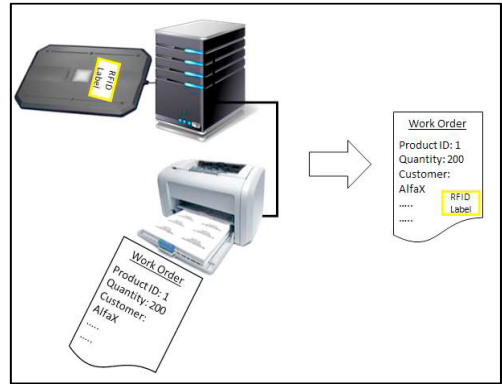 RFID
Label
Work Order
Product ID: 1
Quantity: 200
Customer:
AlfaX
.....
.....
Work Order
Product ID: 1
Quantity: 200
Customer:
AlfaX
.....
.....
RFID
Label